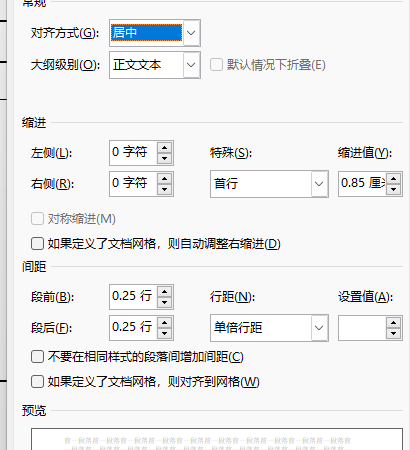 常规
对齐方式(G): 居中
大纲级别(O): 正文文本 默认情况下折叠(E)
缩进
左侧(L): 0 字符 特殊(S): 缩进值(Y):
右侧(R): 0 字符 首行 0.85 厘米
对称缩进(M)
如果定义了文档网格，则自动调整右缩进(D)
间距
段前(B): 0.25 行 行距(N): 设置值(A):
段后(F): 0.25 行 单倍行距
不要在相同样式的段落间增加间距(C)
如果定义了文档网格，则对齐到网格(W)
预览